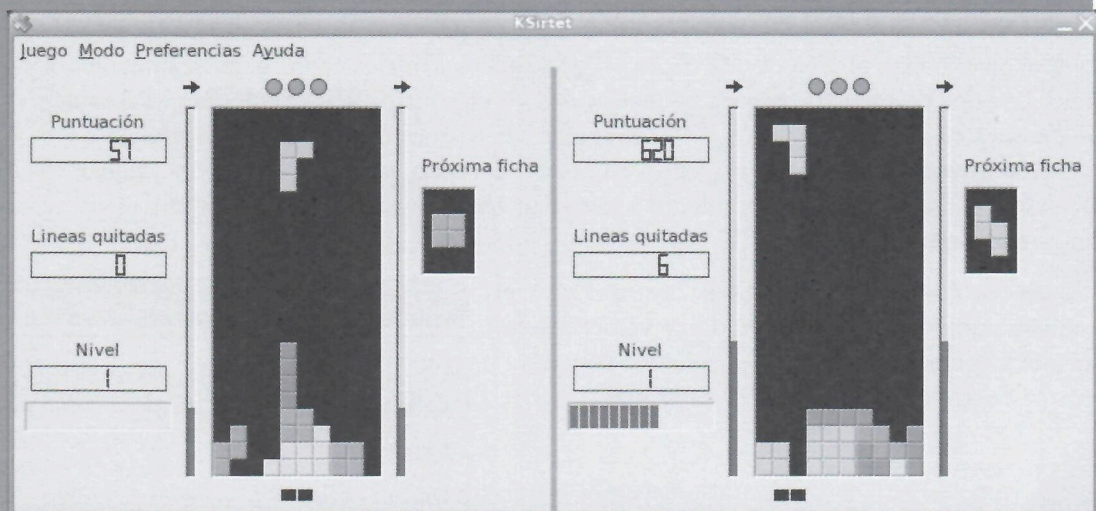 KSirtet
Juego Modo Preferencias Ayuda
Puntuación
57
Próxima ficha
Lineas quitadas
0
Nivel
1
Puntuación
620
Próxima ficha
Lineas quitadas
6
Nivel
1